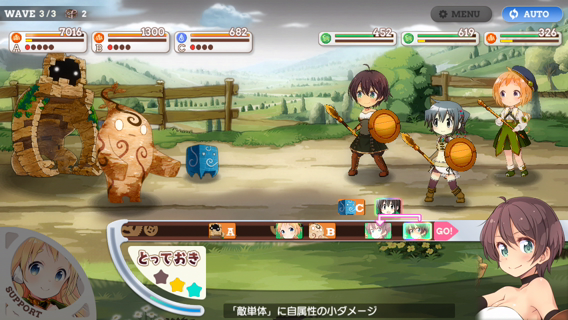 WAVE 3/3 2
MENU
AUTO
7016
A
1300
B
682
C
452
619
326
C
A
B
GO!
とっておき
SUPPORT
「敵単体」に自属性の小ダメージ